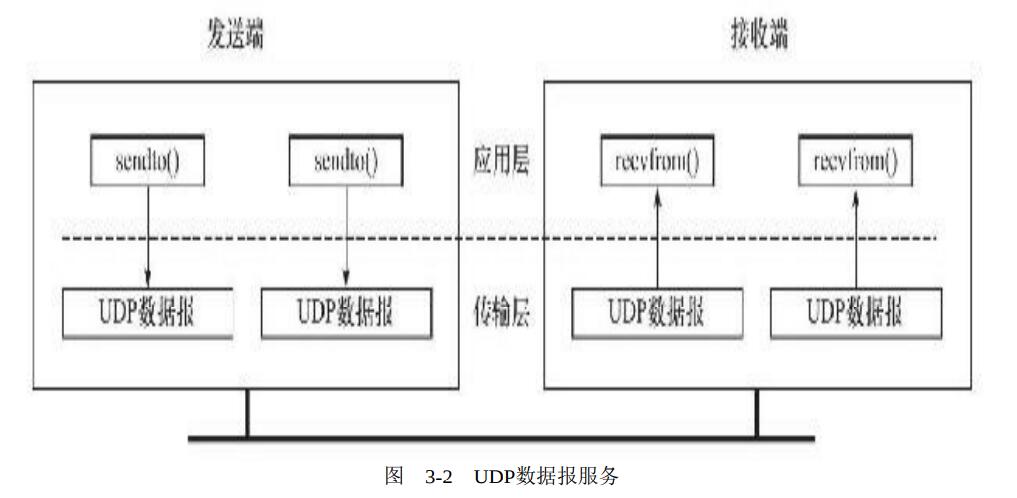 发送端 接收端
sendto() sendto() 应用层 recvfrom() recvfrom()
UDP数据报 UDP数据报 传输层 UDP数据报 UDP数据报
图 3-2 UDP数据报服务